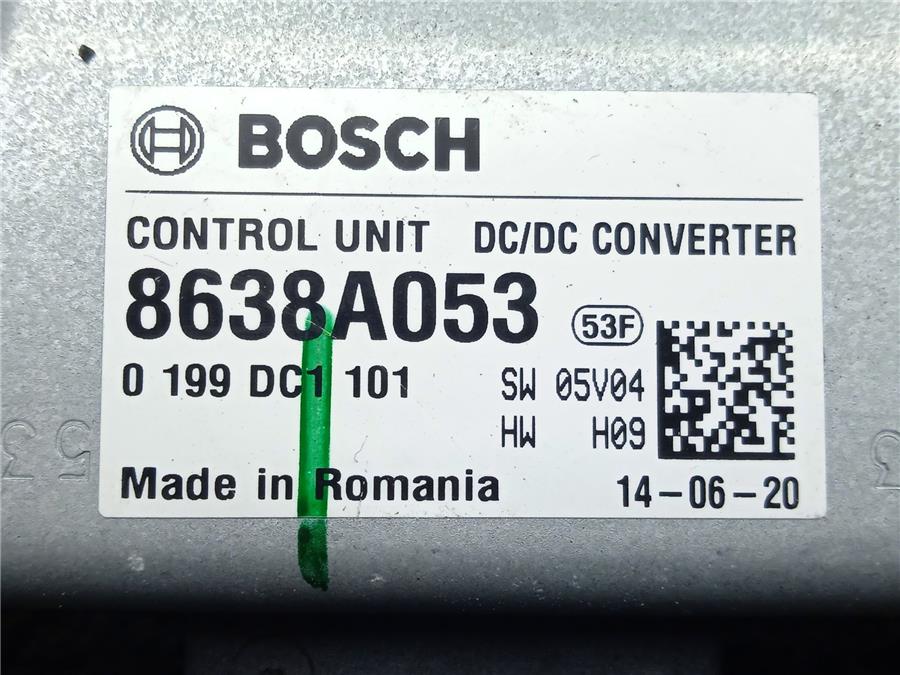 BOSCH
CONTROL UNIT DC/DC CONVERTER
8638A053 53F
0 199 DC1 101 SW 05V04
HW H09
Made in Romania 14-06-20